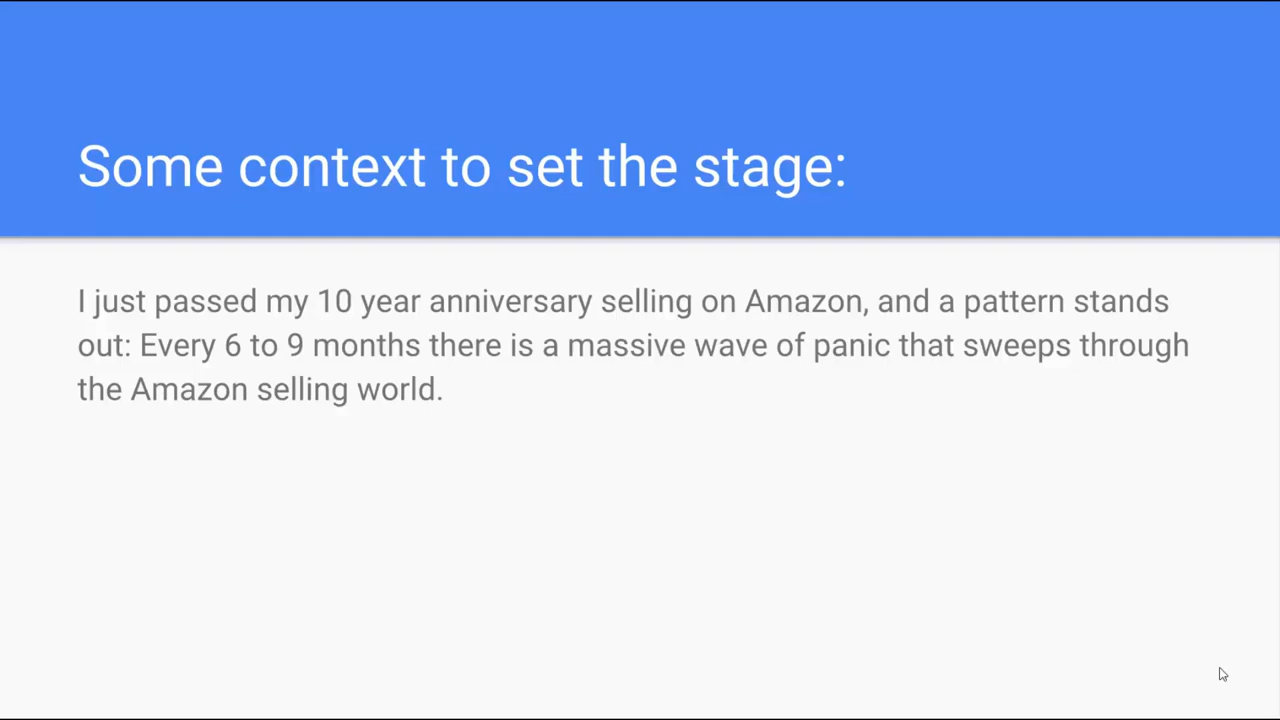 Some context to set the stage:
I just passed my 10 year anniversary selling on Amazon, and a pattern stands
out: Every 6 to 9 months there is a massive wave of panic that sweeps through
the Amazon selling world.